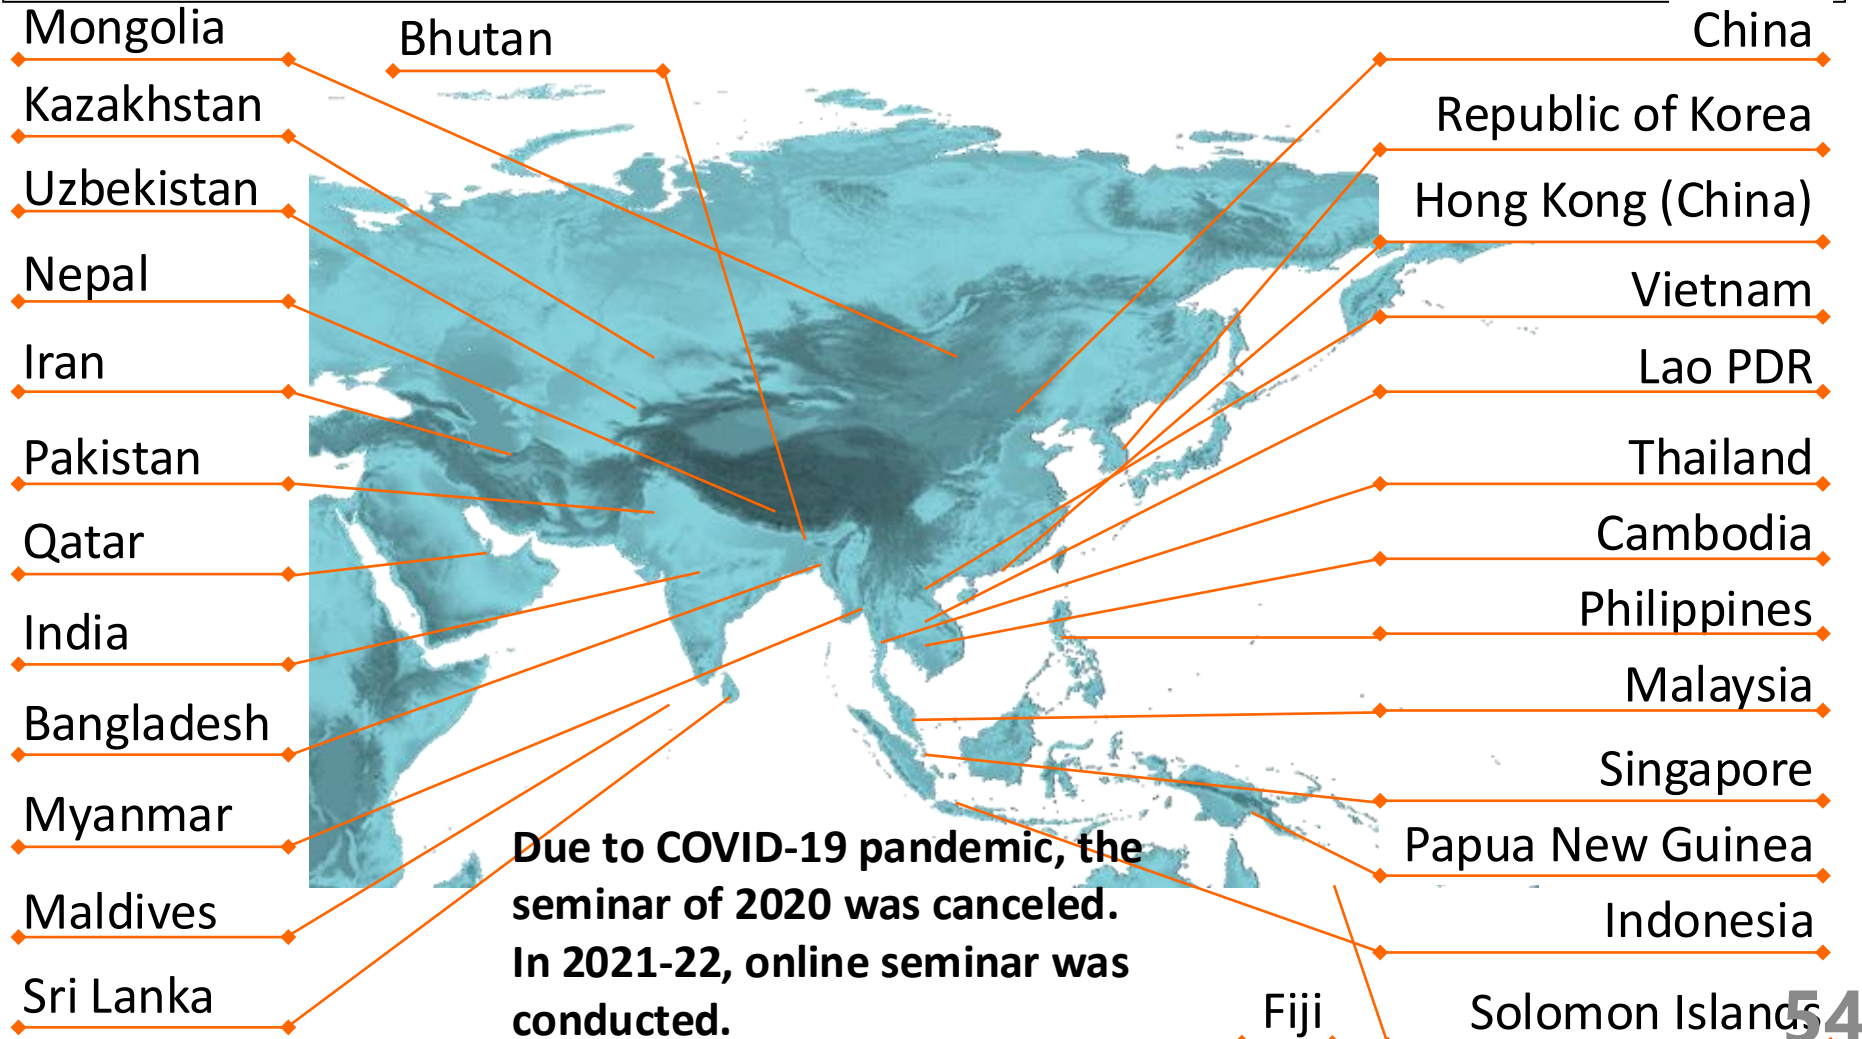 Mongolia
Kazakhstan
Uzbekistan
Nepal
Iran
Pakistan
Qatar
India
Bangladesh
Myanmar
Maldives
Sri Lanka
Bhutan
China
Republic of Korea
Hong Kong (China)
Vietnam
Lao PDR
Thailand
Cambodia
Philippines
Malaysia
Singapore
Papua New Guinea
Indonesia
Solomon Islands
Fiji
Due to COVID-19 pandemic, the
seminar of 2020 was canceled.
In 2021-22, online seminar was
conducted.
54